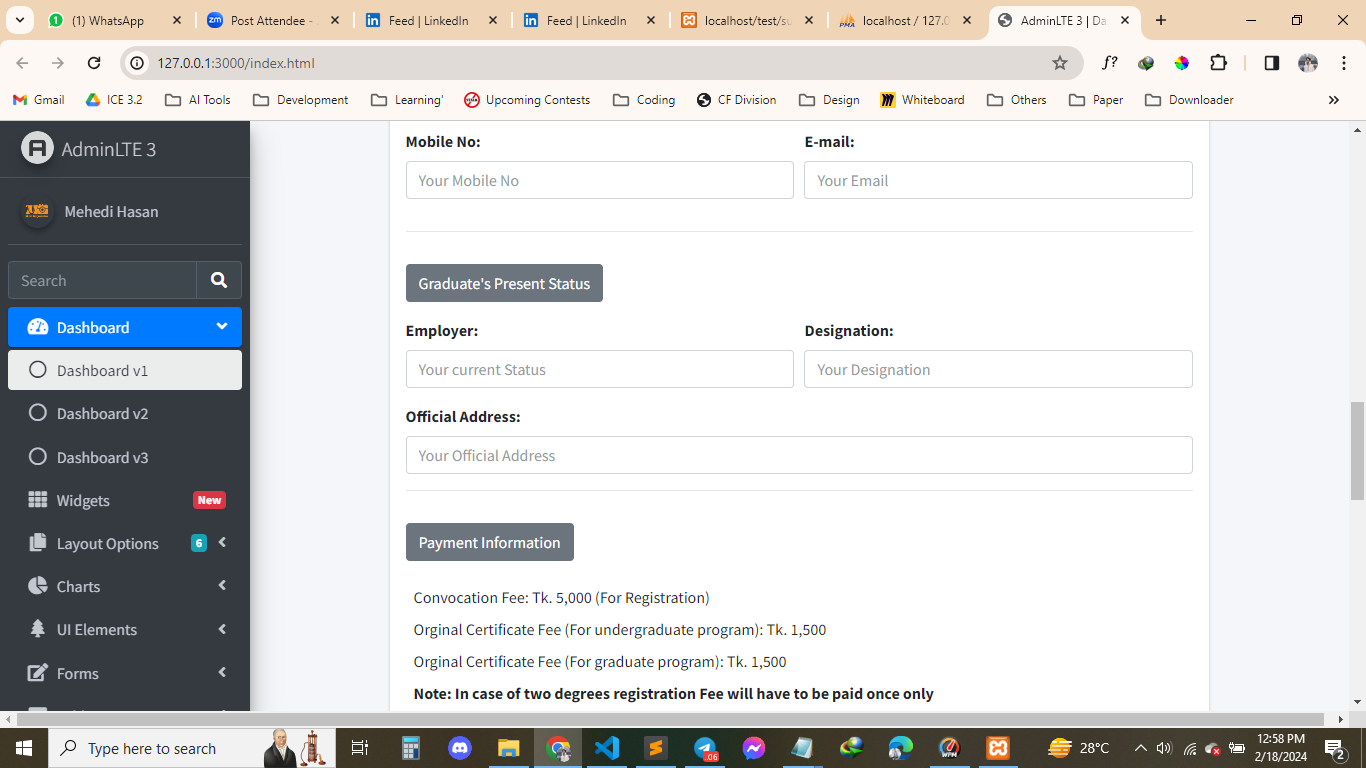 (1) WhatsApp
Post Attendee -
Feed | LinkedIn
Feed | LinkedIn
localhost/test/su
localhost / 127.0
AdminLTE 3 | Da
127.0.0.1:3000/index.html
f?
Gmail
ICE 3.2
AI Tools
Development
Learning'
Upcoming Contests
Coding
CF Division
Design
Whiteboard
Others
Paper
Downloader
AdminLTE 3
Mehedi Hasan
Search
Dashboard
Dashboard v1
Dashboard v2
Dashboard v3
Widgets New
Layout Options 6
Charts
UI Elements
Forms
Mobile No: E-mail:
Your Mobile No Your Email
Graduate's Present Status
Employer: Designation:
Your current Status Your Designation
Official Address:
Your Official Address
Payment Information
Convocation Fee: Tk. 5,000 (For Registration)
Orginal Certificate Fee (For undergraduate program): Tk. 1,500
Orginal Certificate Fee (For graduate program): Tk. 1,500
Note: In case of two degrees registration Fee will have to be paid once only
Type here to search
28°C
12:58 PM
2/18/2024
2